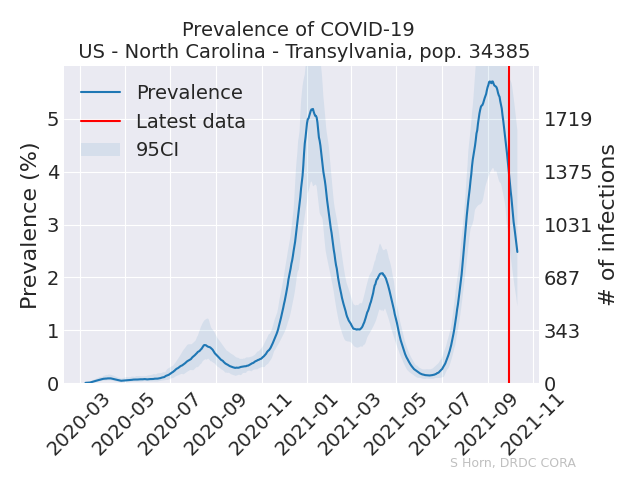 Prevalence of COVID-19
US - North Carolina - Transylvania, pop. 34385
Prevalence
Latest data
95CI
Prevalence (%)
5
4
3
2
1
0
1719
1375
1031
687
343
0
# of infections
2020-03
2020-05
2020-07
2020-09
2020-11
2021-01
2021-03
2021-05
2021-07
2021-09
2021-11
S Horn, DRDC CORA